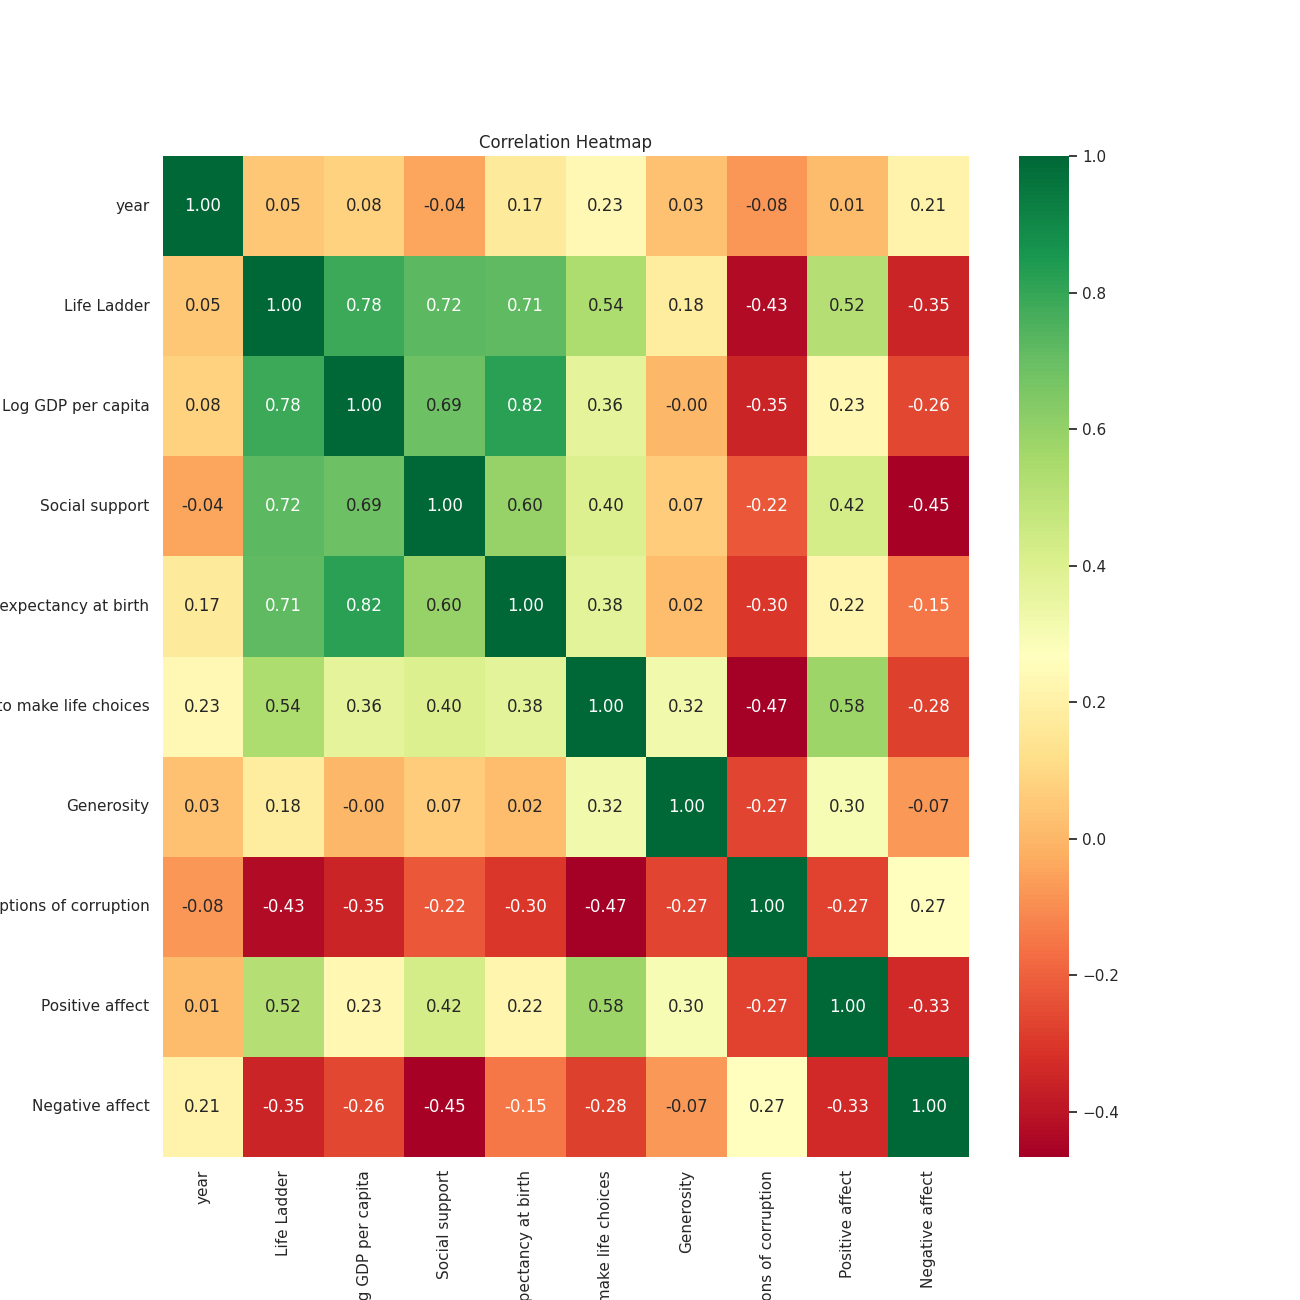 Correlation Heatmap
year 1.00 0.05 0.08 -0.04 0.17 0.23 0.03 -0.08 0.01 0.21
Life Ladder 0.05 1.00 0.78 0.72 0.71 0.54 0.18 -0.43 0.52 -0.35
Log GDP per capita 0.08 0.78 1.00 0.69 0.82 0.36 -0.00 -0.35 0.23 -0.26
Social support -0.04 0.72 0.69 1.00 0.60 0.40 0.07 -0.22 0.42 -0.45
expectancy at birth 0.17 0.71 0.82 0.60 1.00 0.38 0.02 -0.30 0.22 -0.15
to make life choices 0.23 0.54 0.36 0.40 0.38 1.00 0.32 -0.47 0.58 -0.28
Generosity 0.03 0.18 -0.00 0.07 0.02 0.32 1.00 -0.27 0.30 -0.07
ptions of corruption -0.08 -0.43 -0.35 -0.22 -0.30 -0.47 -0.27 1.00 -0.27 0.27
Positive affect 0.01 0.52 0.23 0.42 0.22 0.58 0.30 -0.27 1.00 -0.33
Negative affect 0.21 -0.35 -0.26 -0.45 -0.15 -0.28 -0.07 0.27 -0.33 1.00
year
Life Ladder
g GDP per capita
Social support
pectancy at birth
make life choices
Generosity
ons of corruption
Positive affect
Negative affect
1.0
0.8
0.6
0.4
0.2
0.0
−0.2
−0.4